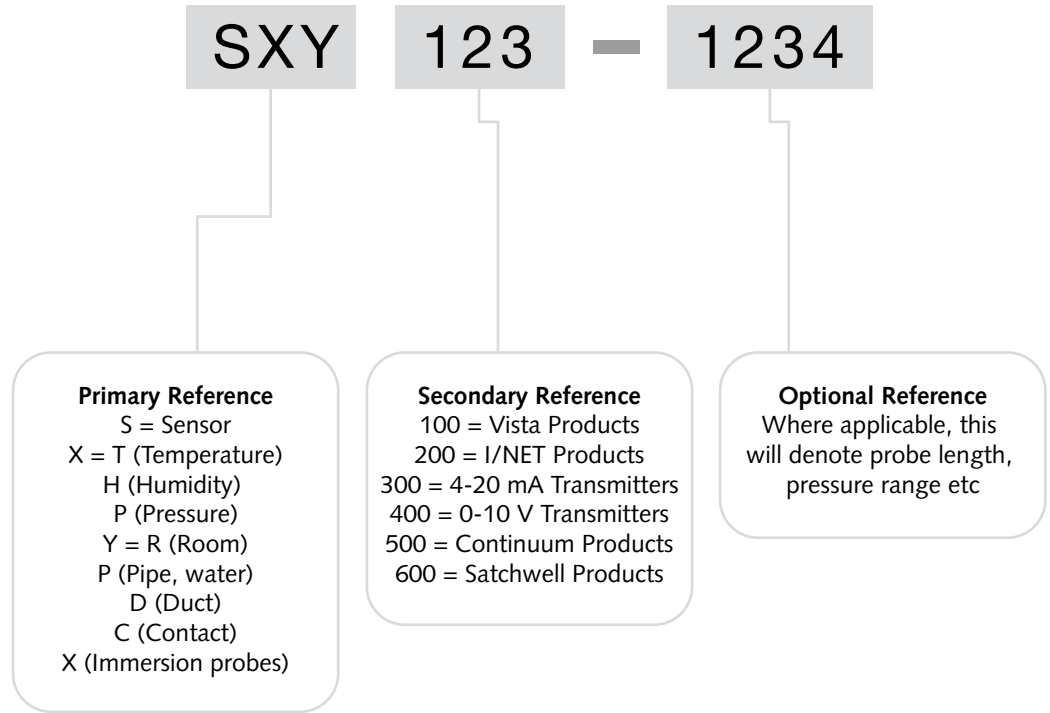 SXY 123 - 1234
Primary Reference
S = Sensor
X = T (Temperature)
H (Humidity)
P (Pressure)
Y = R (Room)
P (Pipe, water)
D (Duct)
C (Contact)
X (Immersion probes)
Secondary Reference
100 = Vista Products
200 = I/NET Products
300 = 4-20 mA Transmitters
400 = 0-10 V Transmitters
500 = Continuum Products
600 = Satchwell Products
Optional Reference
Where applicable, this
will denote probe length,
pressure range etc